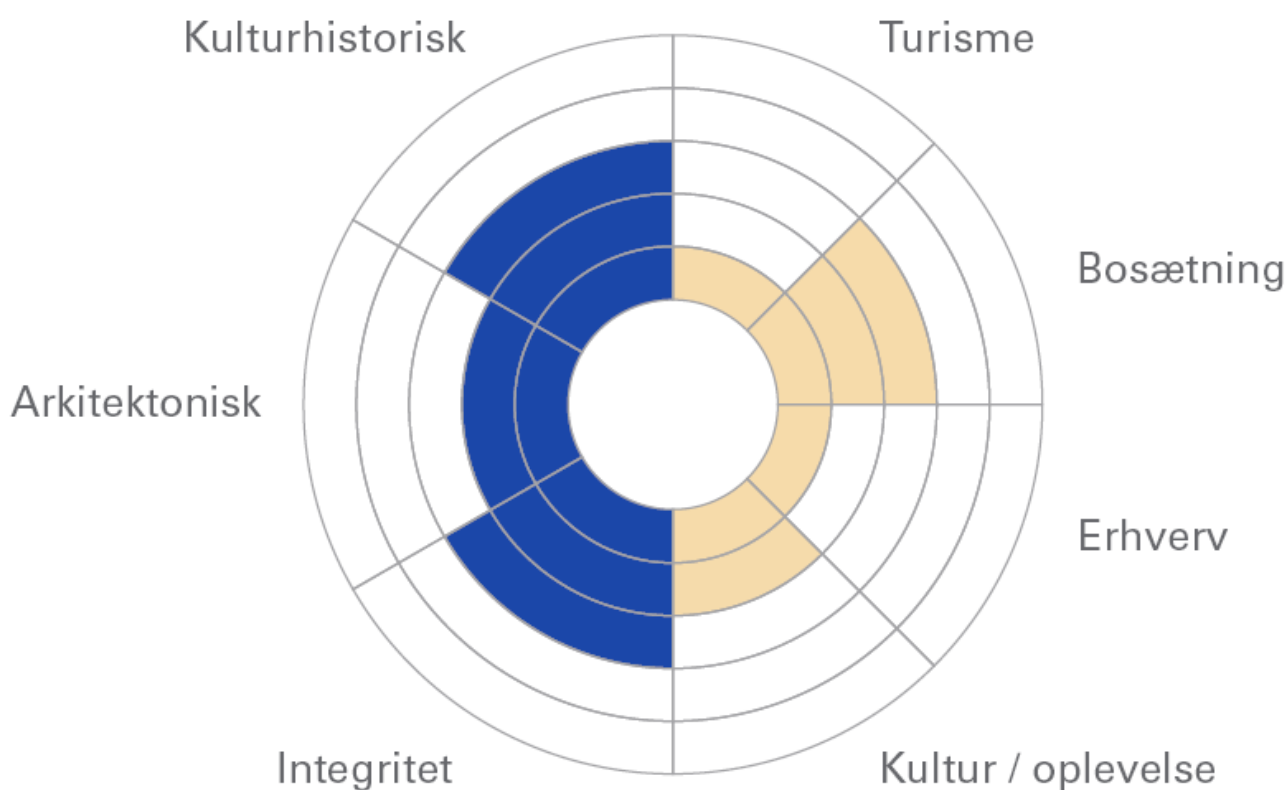 Kulturhistorisk
Turisme
Bosætning
Arkitektonisk
Erhverv
Integritet
Kultur / oplevelse